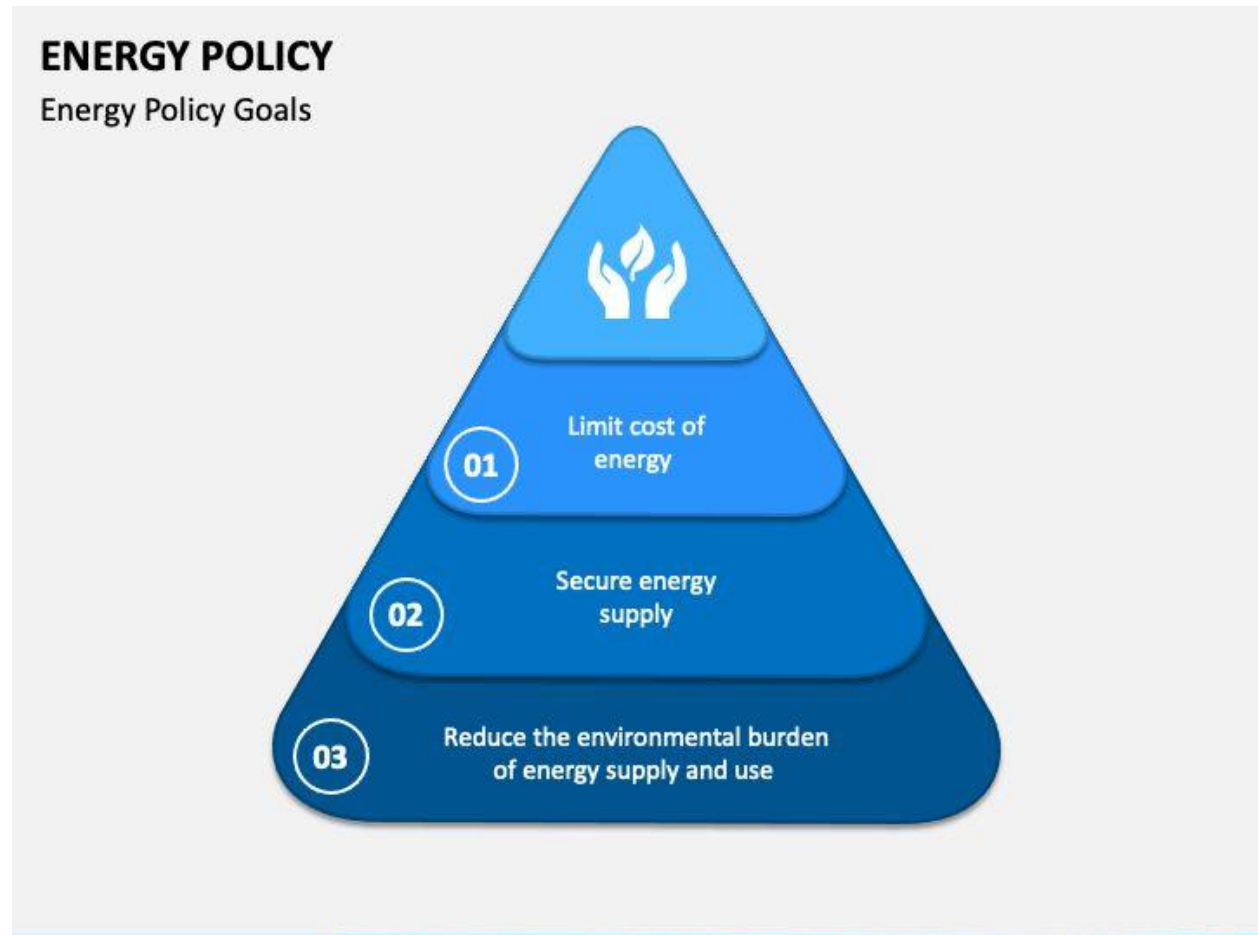 ENERGY POLICY
Energy Policy Goals
Limit cost of
energy
01
Secure energy
supply
02
Reduce the environmental burden
of energy supply and use
03